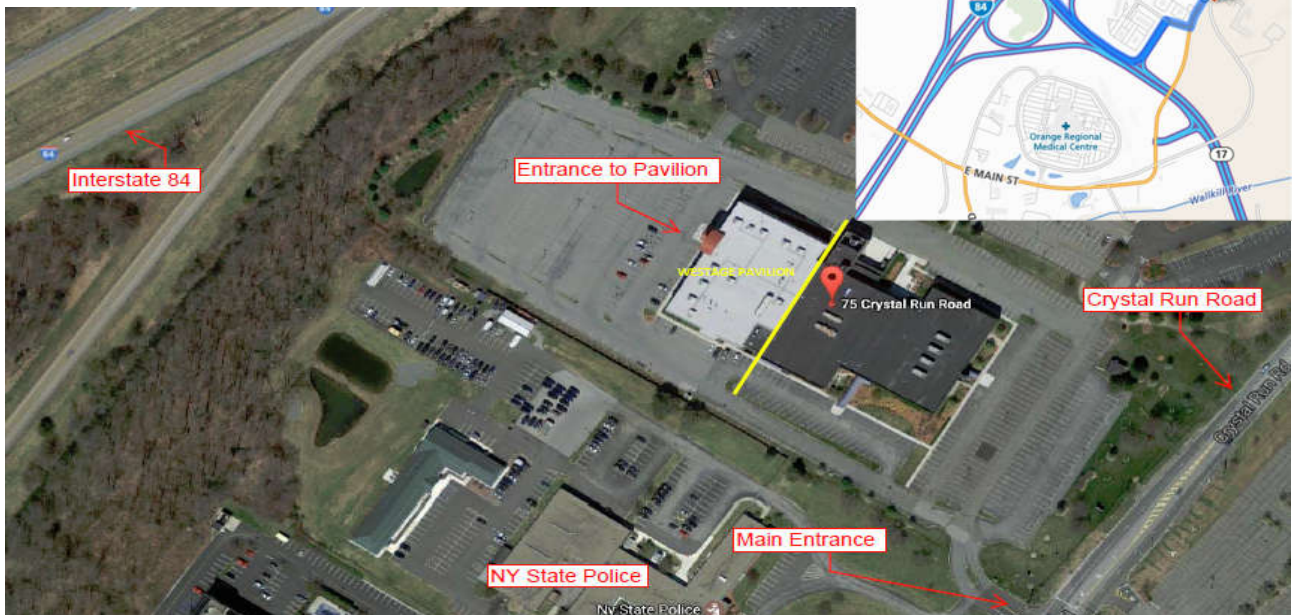 84
84
Orange Regional
Medical Centre
E MAIN ST
17
Wallkill River
84
Interstate 84
Entrance to Pavilion
WESTAGE PAVILION
75 Crystal Run Road
Crystal Run Road
Crystal Run Rd
Main Entrance
NY State Police
Ny State Police